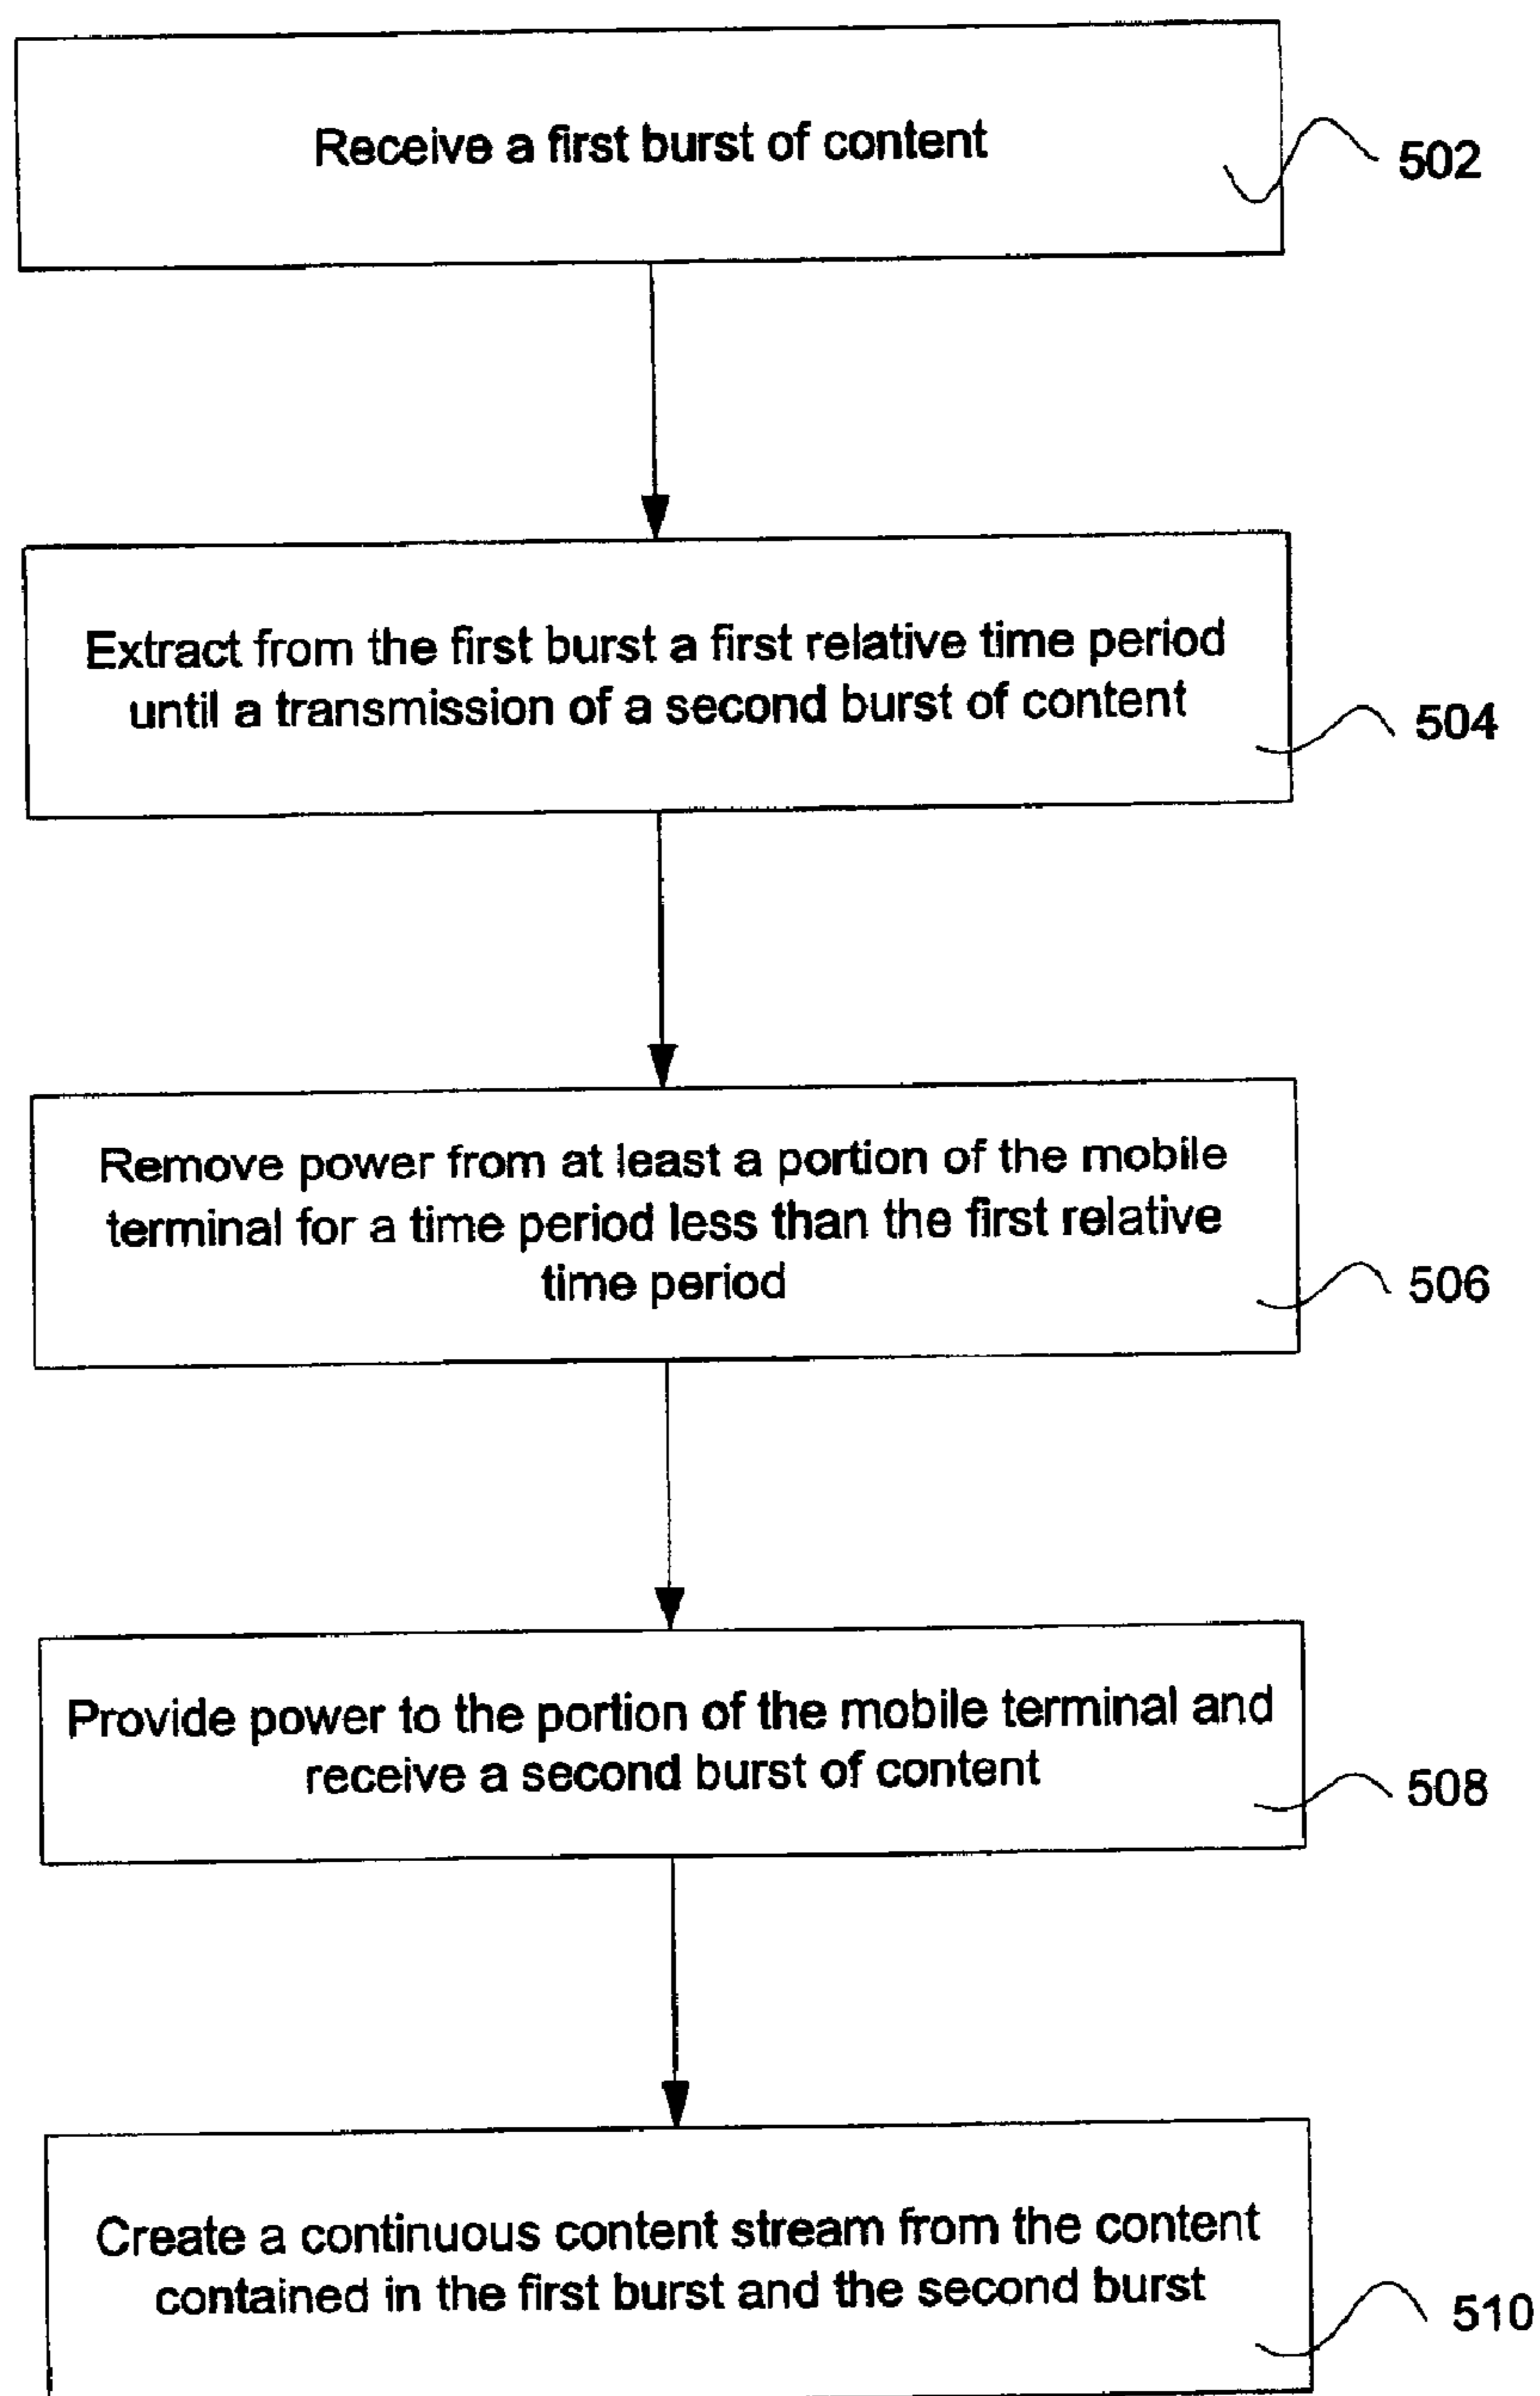 Receive a first burst of content
502
Extract from the first burst a first relative time period
until a transmission of a second burst of content
504
Remove power from at least a portion of the mobile
terminal for a time period less than the first relative
time period
506
Provide power to the portion of the mobile terminal and
receive a second burst of content
508
Create a continuous content stream from the content
contained in the first burst and the second burst
510